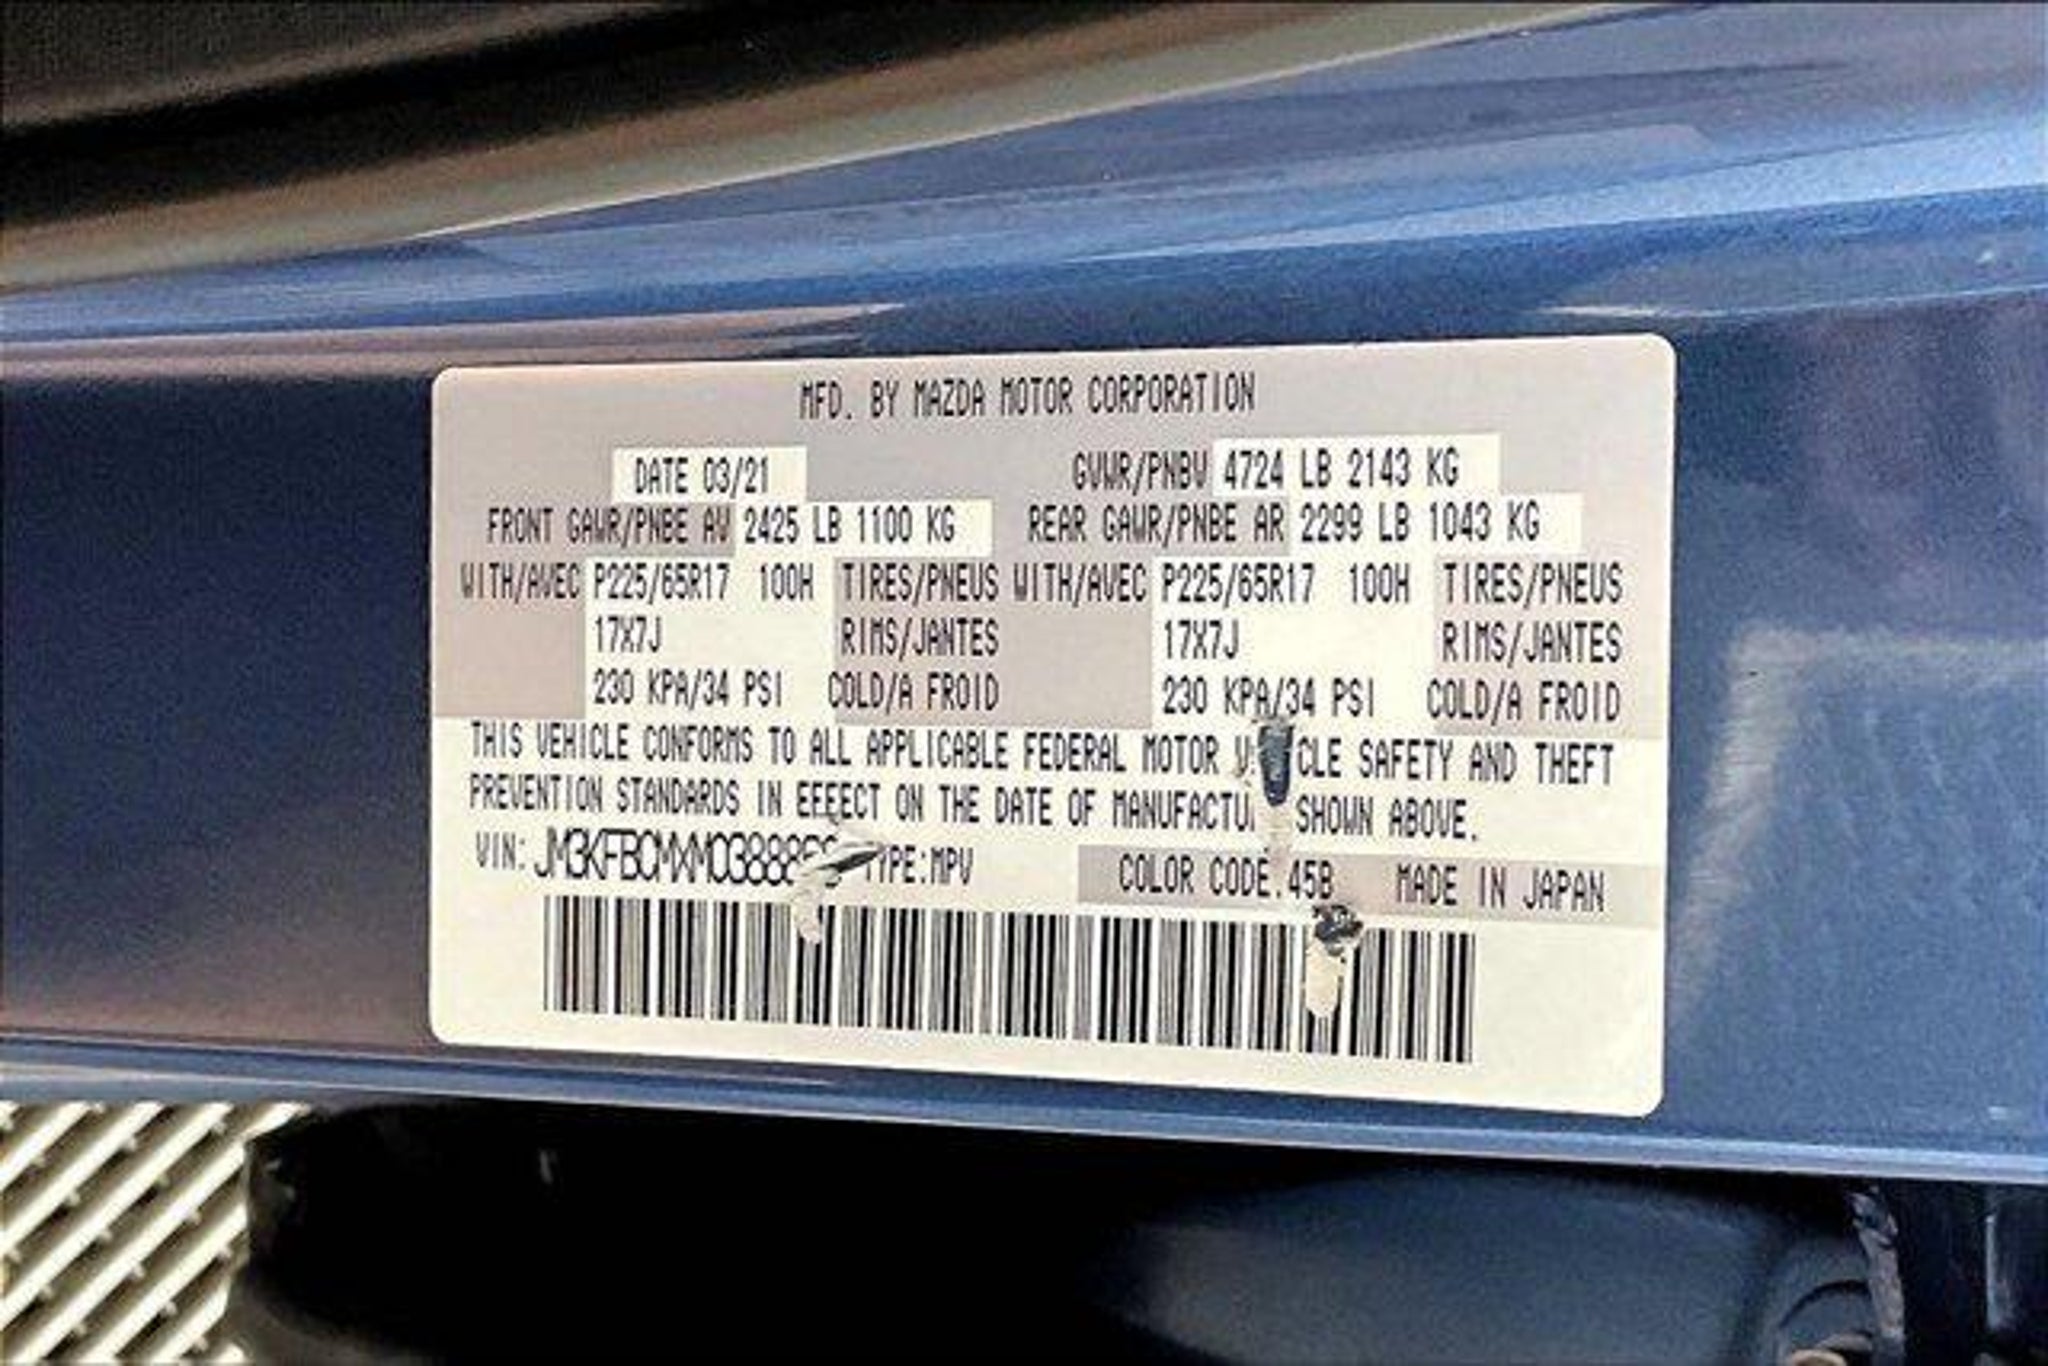 MFD. BY MAZDA MOTOR CORPORATION
DATE 03/21 GVWR/PNBV 4724 LB 2143 KG
FRONT GAWR/PNBE AV 2425 LB 1100 KG REAR GAWR/PNBE AR 2299 LB 1043 KG
WITH/AVEC P225/65R17 100H TIRES/PNEUS WITH/AVEC P225/65R17 100H TIRES/PNEUS
17X7J RIMS/JANTES 17X7J RIMS/JANTES
230 KPA/34 PSI COLD/A FROID 230 KPA/34 PSI COLD/A FROID
THIS VEHICLE CONFORMS TO ALL APPLICABLE FEDERAL MOTOR SAFETY AND THEFT
PREVENTION STANDARDS IN EFFECT ON THE DATE OF SHOWN ABOVE.
VIN: TYPE:MPV COLOR CODE.45B MADE IN JAPAN